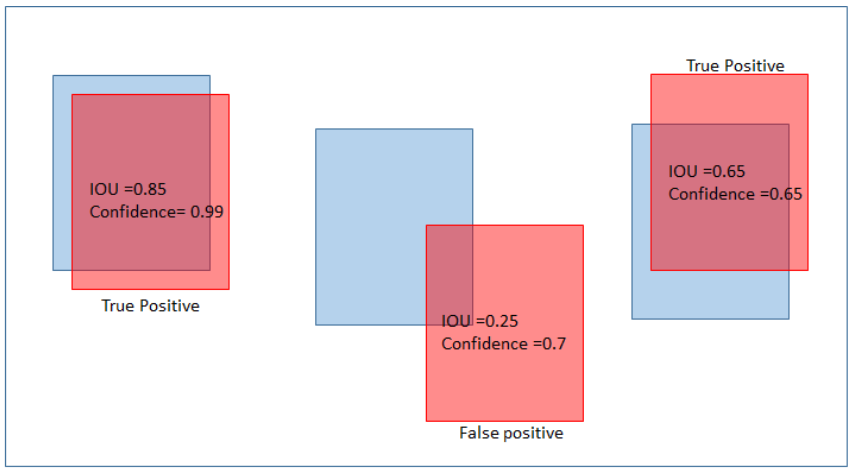 IOU =0.85
Confidence= 0.99
True Positive
IOU =0.25
Confidence =0.7
False positive
True Positive
IOU =0.65
Confidence =0.65